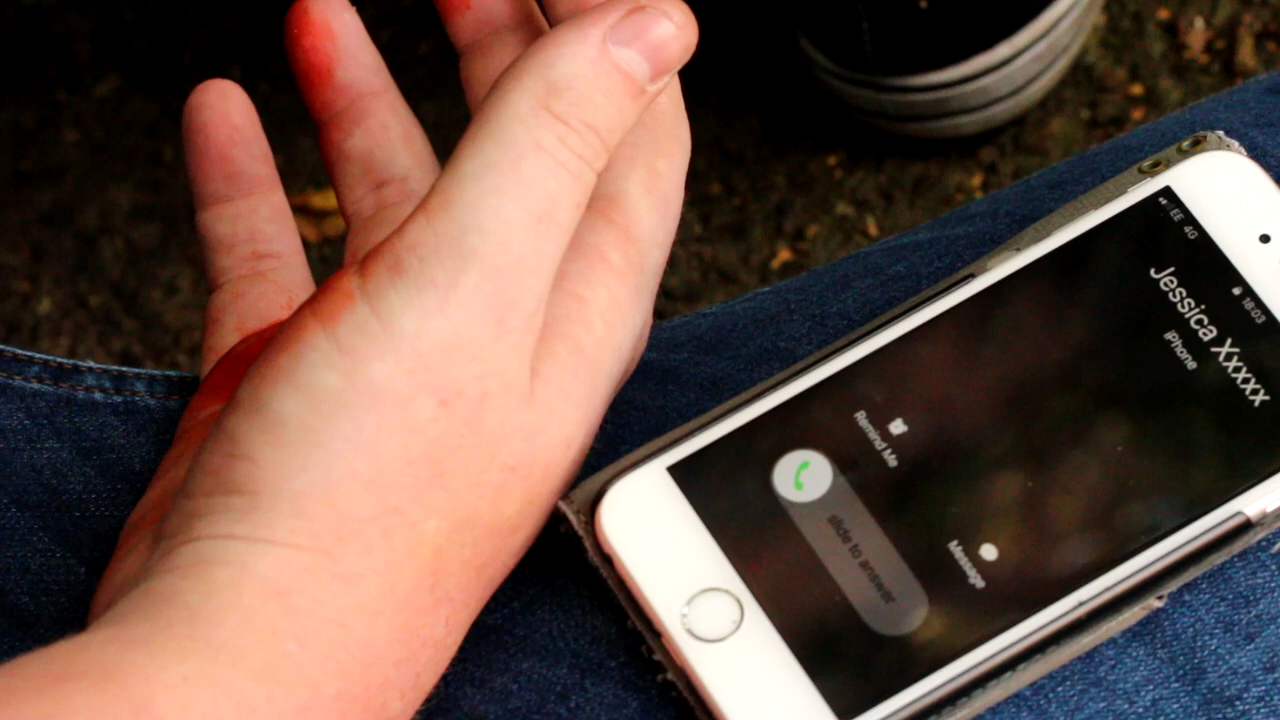 EE 4G
18:03
Jessica Xxxxx
iPhone
Remind Me
Message
slide to answer